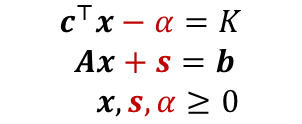 c⊤x − α = K
Ax + s = b
x, s, α ≥ 0